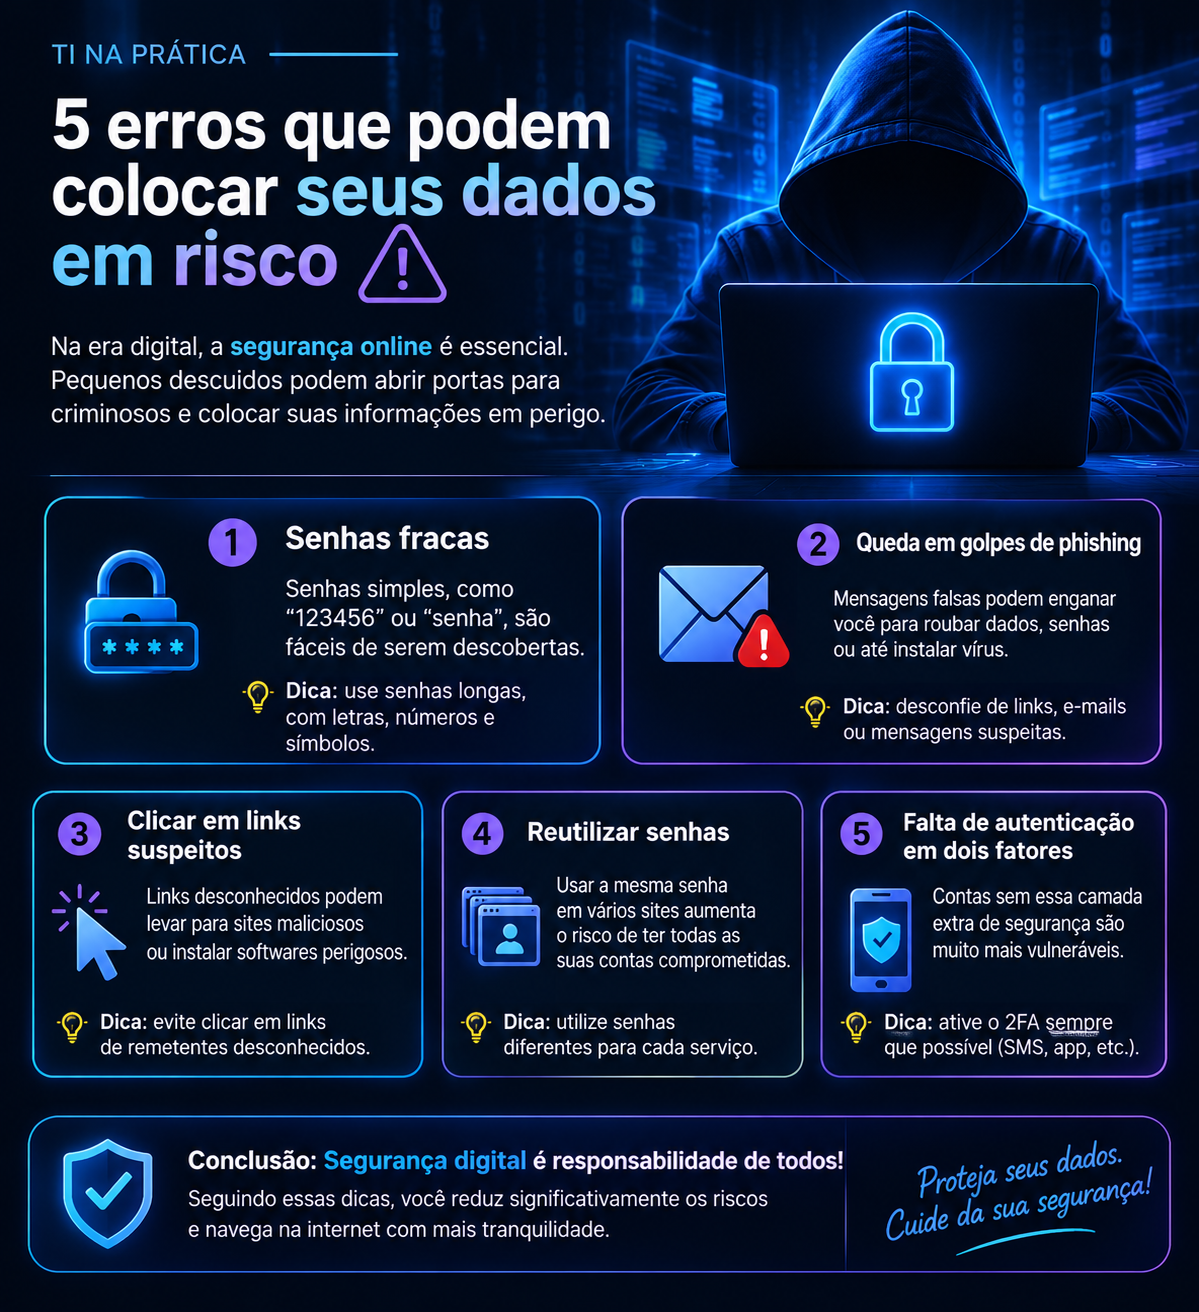 TI NA PRÁTICA
5 erros que podem
colocar seus dados
em risco
Na era digital, a segurança online é essencial.
Pequenos descuidos podem abrir portas para
criminosos e colocar suas informações em perigo.
1 Senhas fracas
Senhas simples, como
“123456” ou “senha”, são
fáceis de serem descobertas.
Dica: use senhas longas,
com letras, números e
símbolos.
2 Queda em golpes de phishing
Mensagens falsas podem enganar
você para roubar dados, senhas
ou até instalar vírus.
Dica: desconfie de links, e-mails
ou mensagens suspeitas.
3 Clicar em links
suspeitos
Links desconhecidos podem
levar para sites maliciosos
ou instalar softwares perigosos.
Dica: evite clicar em links
de remetentes desconhecidos.
4 Reutilizar senhas
Usar a mesma senha
em vários sites aumenta
o risco de ter todas as
suas contas comprometidas.
Dica: utilize senhas
diferentes para cada serviço.
5 Falta de autenticação
em dois fatores
Contas sem essa camada
extra de segurança são
muito mais vulneráveis.
Dica: ative o 2FA sempre
que possível (SMS, app, etc.).
Conclusão: Segurança digital é responsabilidade de todos!
Seguindo essas dicas, você reduz significativamente os riscos
e navega na internet com mais tranquilidade.
Proteja seus dados.
Cuide da sua segurança!